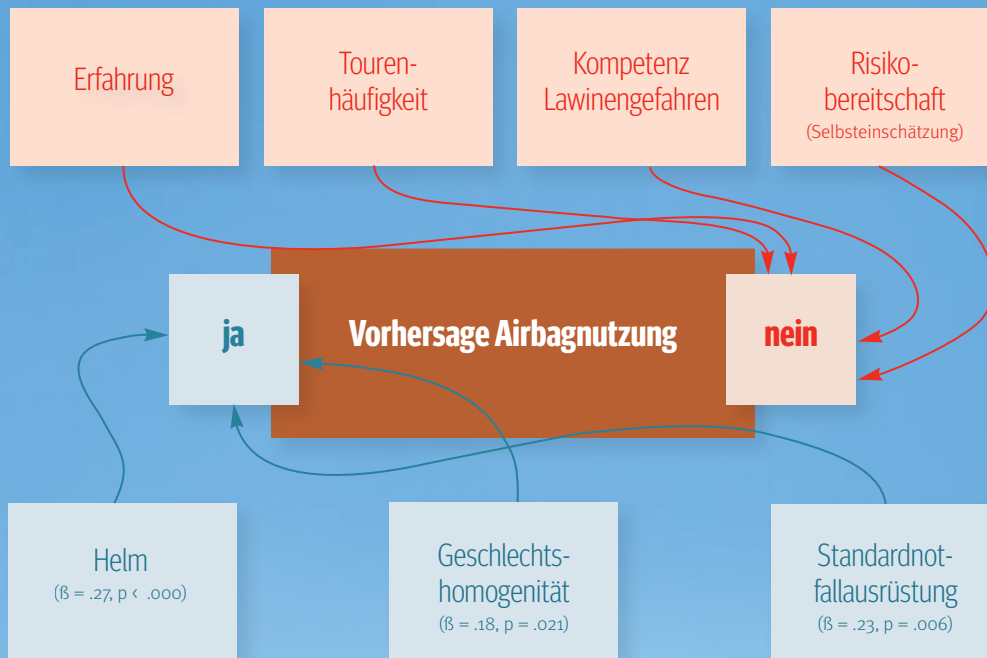 Erfahrung
Touren-
häufigkeit
Kompetenz
Lawinengefahren
Risiko-
bereitschaft
(Selbsteinschätzung)
ja
Vorhersage Airbagnutzung
nein
Helm
(ß = .27, p < .000)
Geschlechts-
homogenität
(ß = .18, p = .021)
Standardnot-
fallausrüstung
(ß = .23, p = .006)